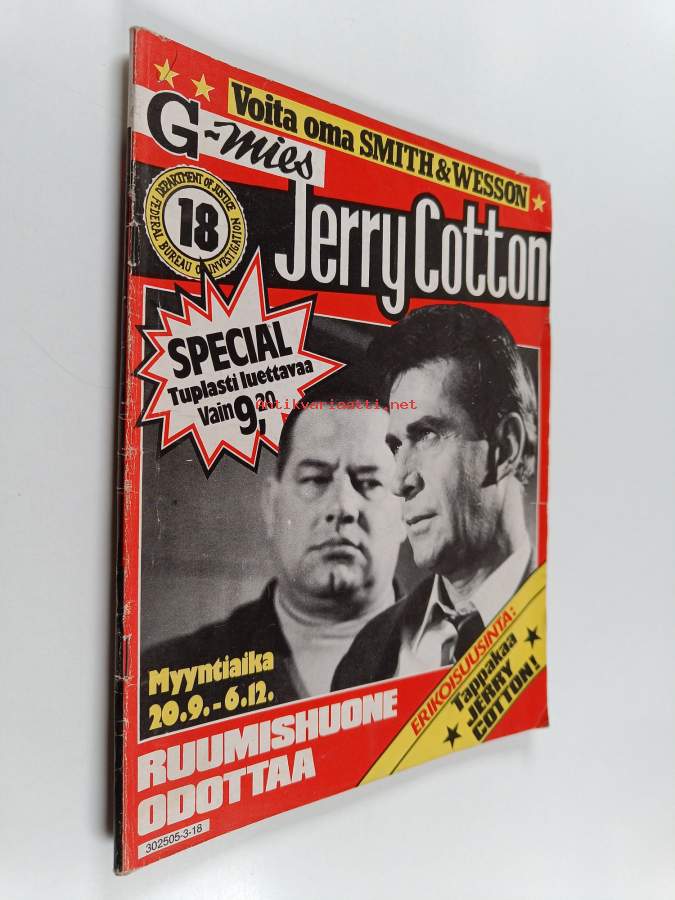 Voita oma SMITH & WESSON
G-mies
DEPARTMENT OF JUSTICE
FEDERAL BUREAU OF INVESTIGATION
18
Jerry Cotton
SPECIAL
Tuplasti luettavaa
Vain 9,20
Antikvariaatti.net
Myyntiaika
20.9.-6.12.
ERIKOISUUSINTA:
Tappakaa
JERRY
COTTON!
RUUMISHUONE
ODOTTAA
302505-3-18